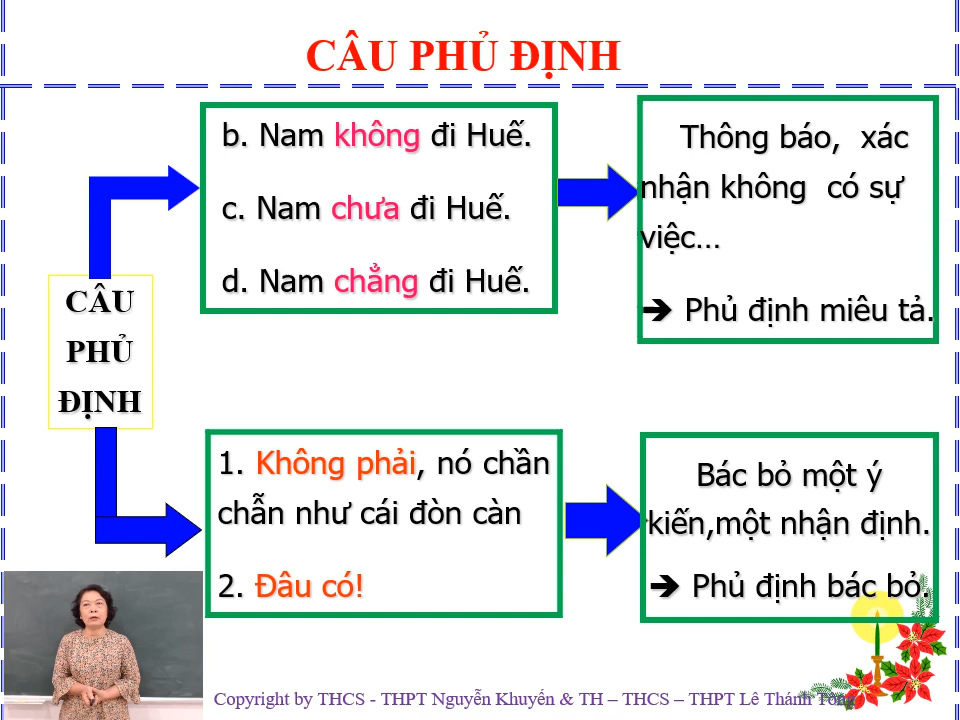 CÂU PHỦ ĐỊNH
b. Nam không đi Huế.
c. Nam chưa đi Huế.
d. Nam chẳng đi Huế.
Thông báo, xác
nhận không có sự
việc...
➔ Phủ định miêu tả.
CÂU
PHỦ
ĐỊNH
1. Không phải, nó chần
chẫn như cái đòn càn
2. Đâu có!
Bác bỏ một ý
kiến,một nhận định.
➔ Phủ định bác bỏ.
Copyright by THCS - THPT Nguyễn Khuyến & TH – THCS – THPT Lê Thánh Tông